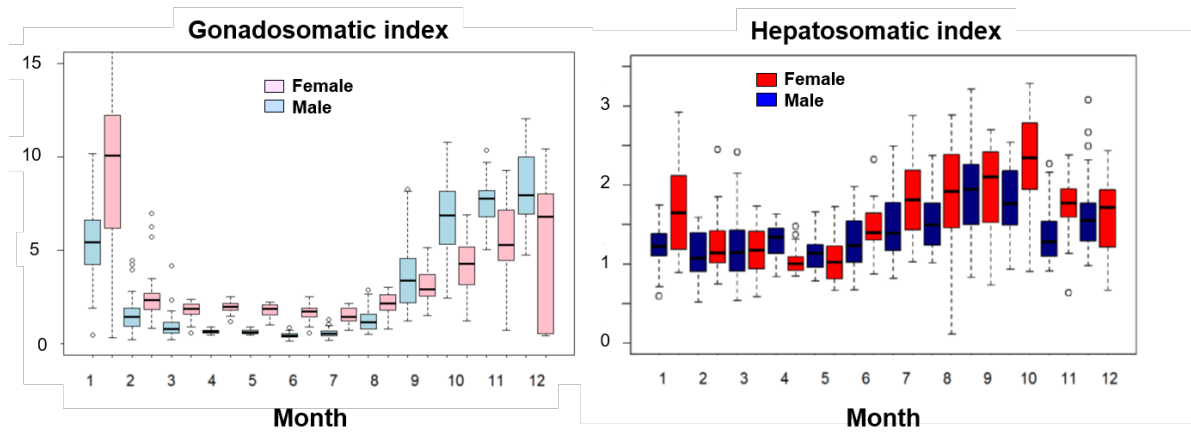 Gonadosomatic index
Female
Male
15
10
5
0
1 2 3 4 5 6 7 8 9 10 11 12
Month
Hepatosomatic index
Female
Male
3
2
1
0
1 2 3 4 5 6 7 8 9 10 11 12
Month